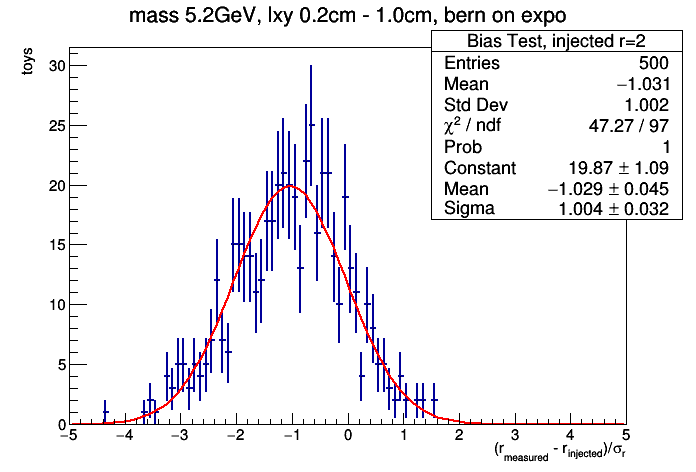 mass 5.2GeV, lxy 0.2cm - 1.0cm, bern on expo
Bias Test, injected r=2
Entries 500
Mean −1.031
Std Dev 1.002
χ² / ndf 47.27 / 97
Prob 1
Constant 19.87 ± 1.09
Mean −1.029 ± 0.045
Sigma 1.004 ± 0.032
toys
30
25
20
15
10
5
0
−5 −4 −3 −2 −1 0 1 2 3 4 5
(r_measured - r_injected)/σ_r